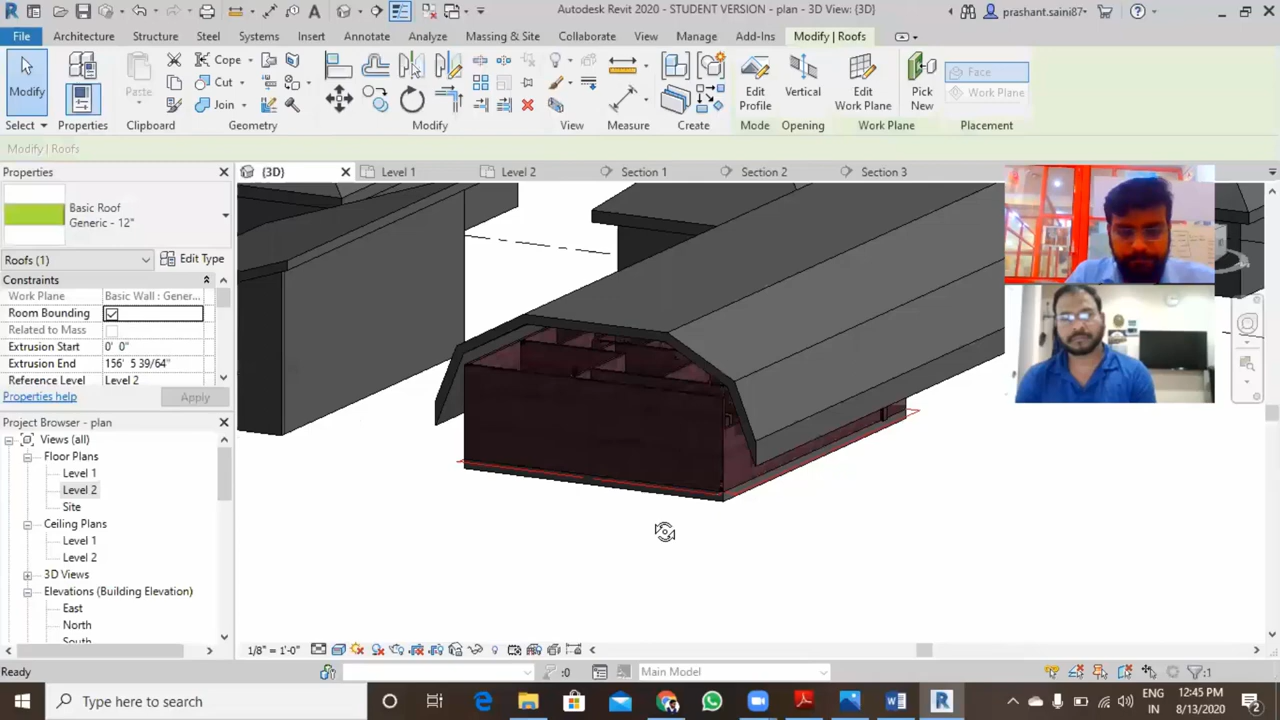 Autodesk Revit 2020 - STUDENT VERSION - plan - 3D View: {3D}
prashant.saini87
File Architecture Structure Steel Systems Insert Annotate Analyze Massing & Site Collaborate View Manage Add-Ins Modify | Roofs
Cope
Cut
Join
Modify
Paste
Edit Profile
Vertical
Edit Work Plane
Pick New
Face
Work Plane
Select Properties Clipboard Geometry Modify View Measure Create Mode Opening Work Plane Placement
Modify | Roofs
Properties
{3D} Level 1 Level 2 Section 1 Section 2 Section 3
Basic Roof
Generic - 12"
Roofs (1) Edit Type
Constraints
Work Plane Basic Wall : Gener...
Room Bounding
Related to Mass
Extrusion Start 0' 0"
Extrusion End 156' 5 39/64"
Reference Level Level 2
Properties help Apply
Project Browser - plan
Views (all)
Floor Plans
Level 1
Level 2
Site
Ceiling Plans
Level 1
Level 2
3D Views
Elevations (Building Elevation)
East
North
South
1/8" = 1'-0"
Ready
:0
Main Model
:1
Type here to search
ENG
IN
12:45 PM
8/13/2020
2